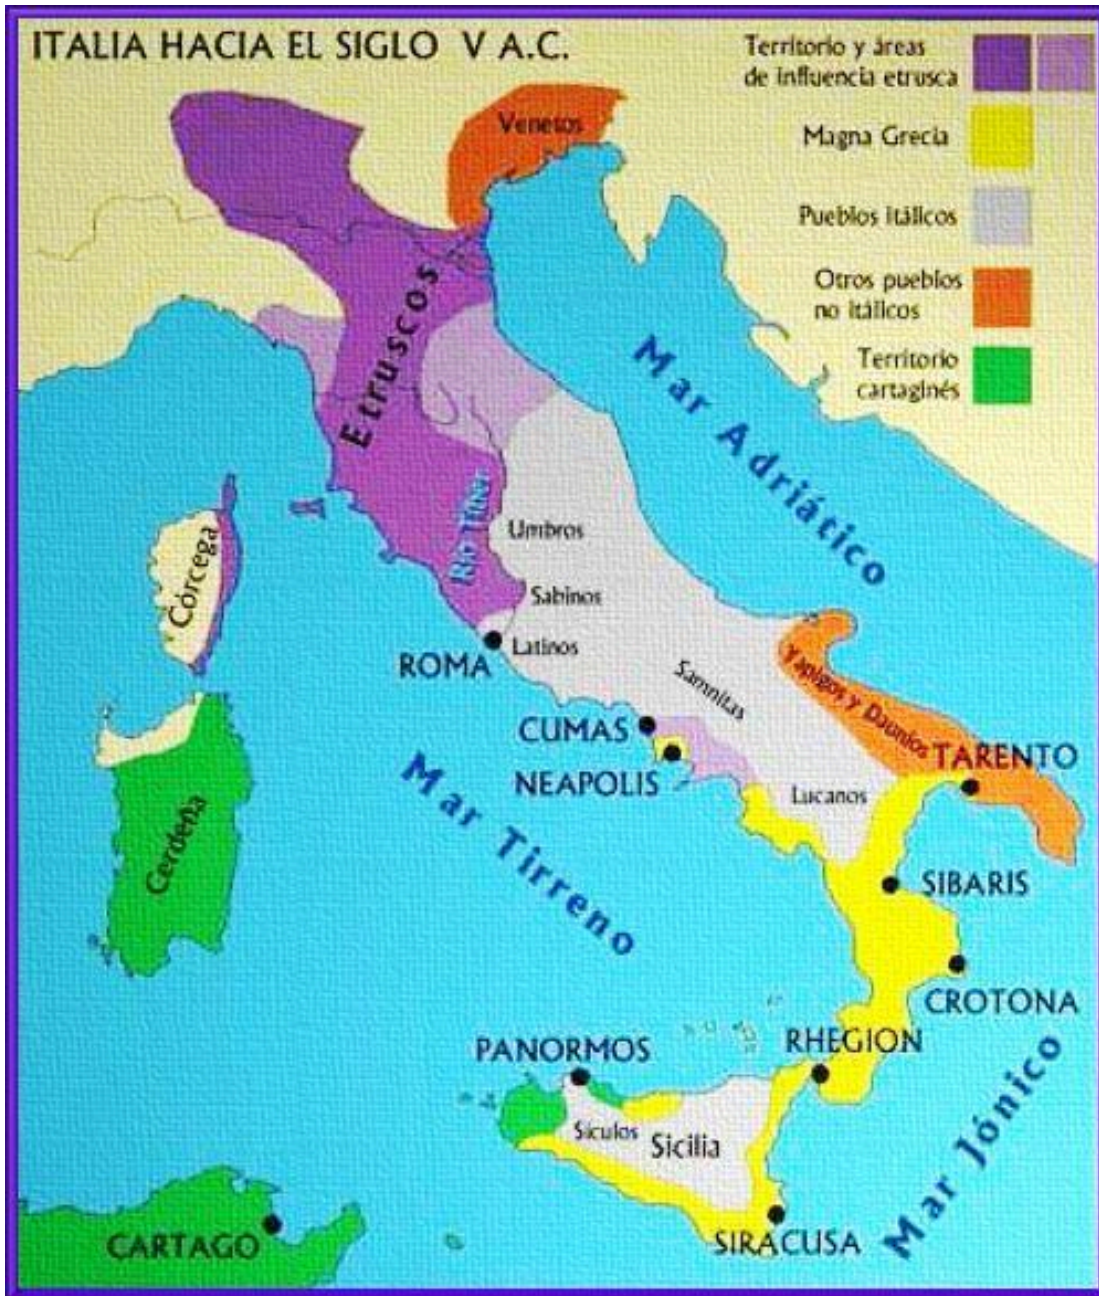 ITALIA HACIA EL SIGLO V A.C.
Territorio y áreas
de influencia etrusca
Magna Grecia
Pueblos itálicos
Otros pueblos
no itálicos
Territorio
cartaginés
Venetos
Etruscos
Mar Adriático
Río Tíber
Córcega
Umbros
Sabinos
Latinos
ROMA
Samnitas
Yapigos y Daunios
CUMAS
NEAPOLIS
TARENTO
Lucanos
Cerdeña
Mar Tirreno
SIBARIS
CROTONA
RHEGION
PANORMOS
Sículos
Sicilia
Mar Jónico
SIRACUSA
CARTAGO